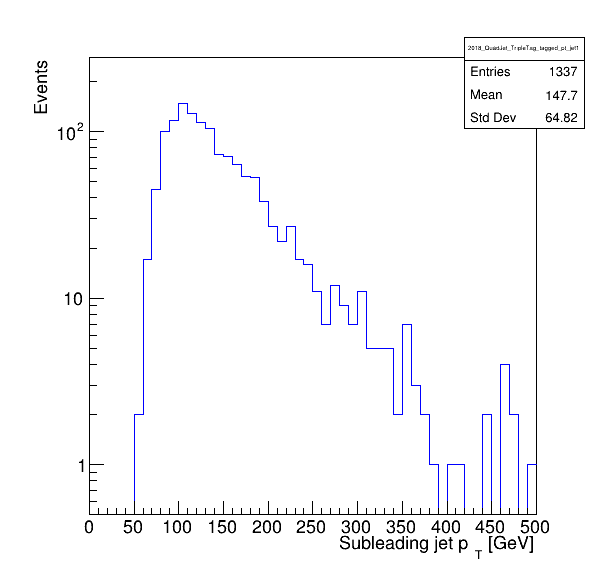 2018_QuadJet_TripleTag_tagged_pt_jet1
Entries 1337
Mean 147.7
Std Dev 64.82
Events
10²
10
1
0 50 100 150 200 250 300 350 400 450 500
Subleading jet p_T [GeV]